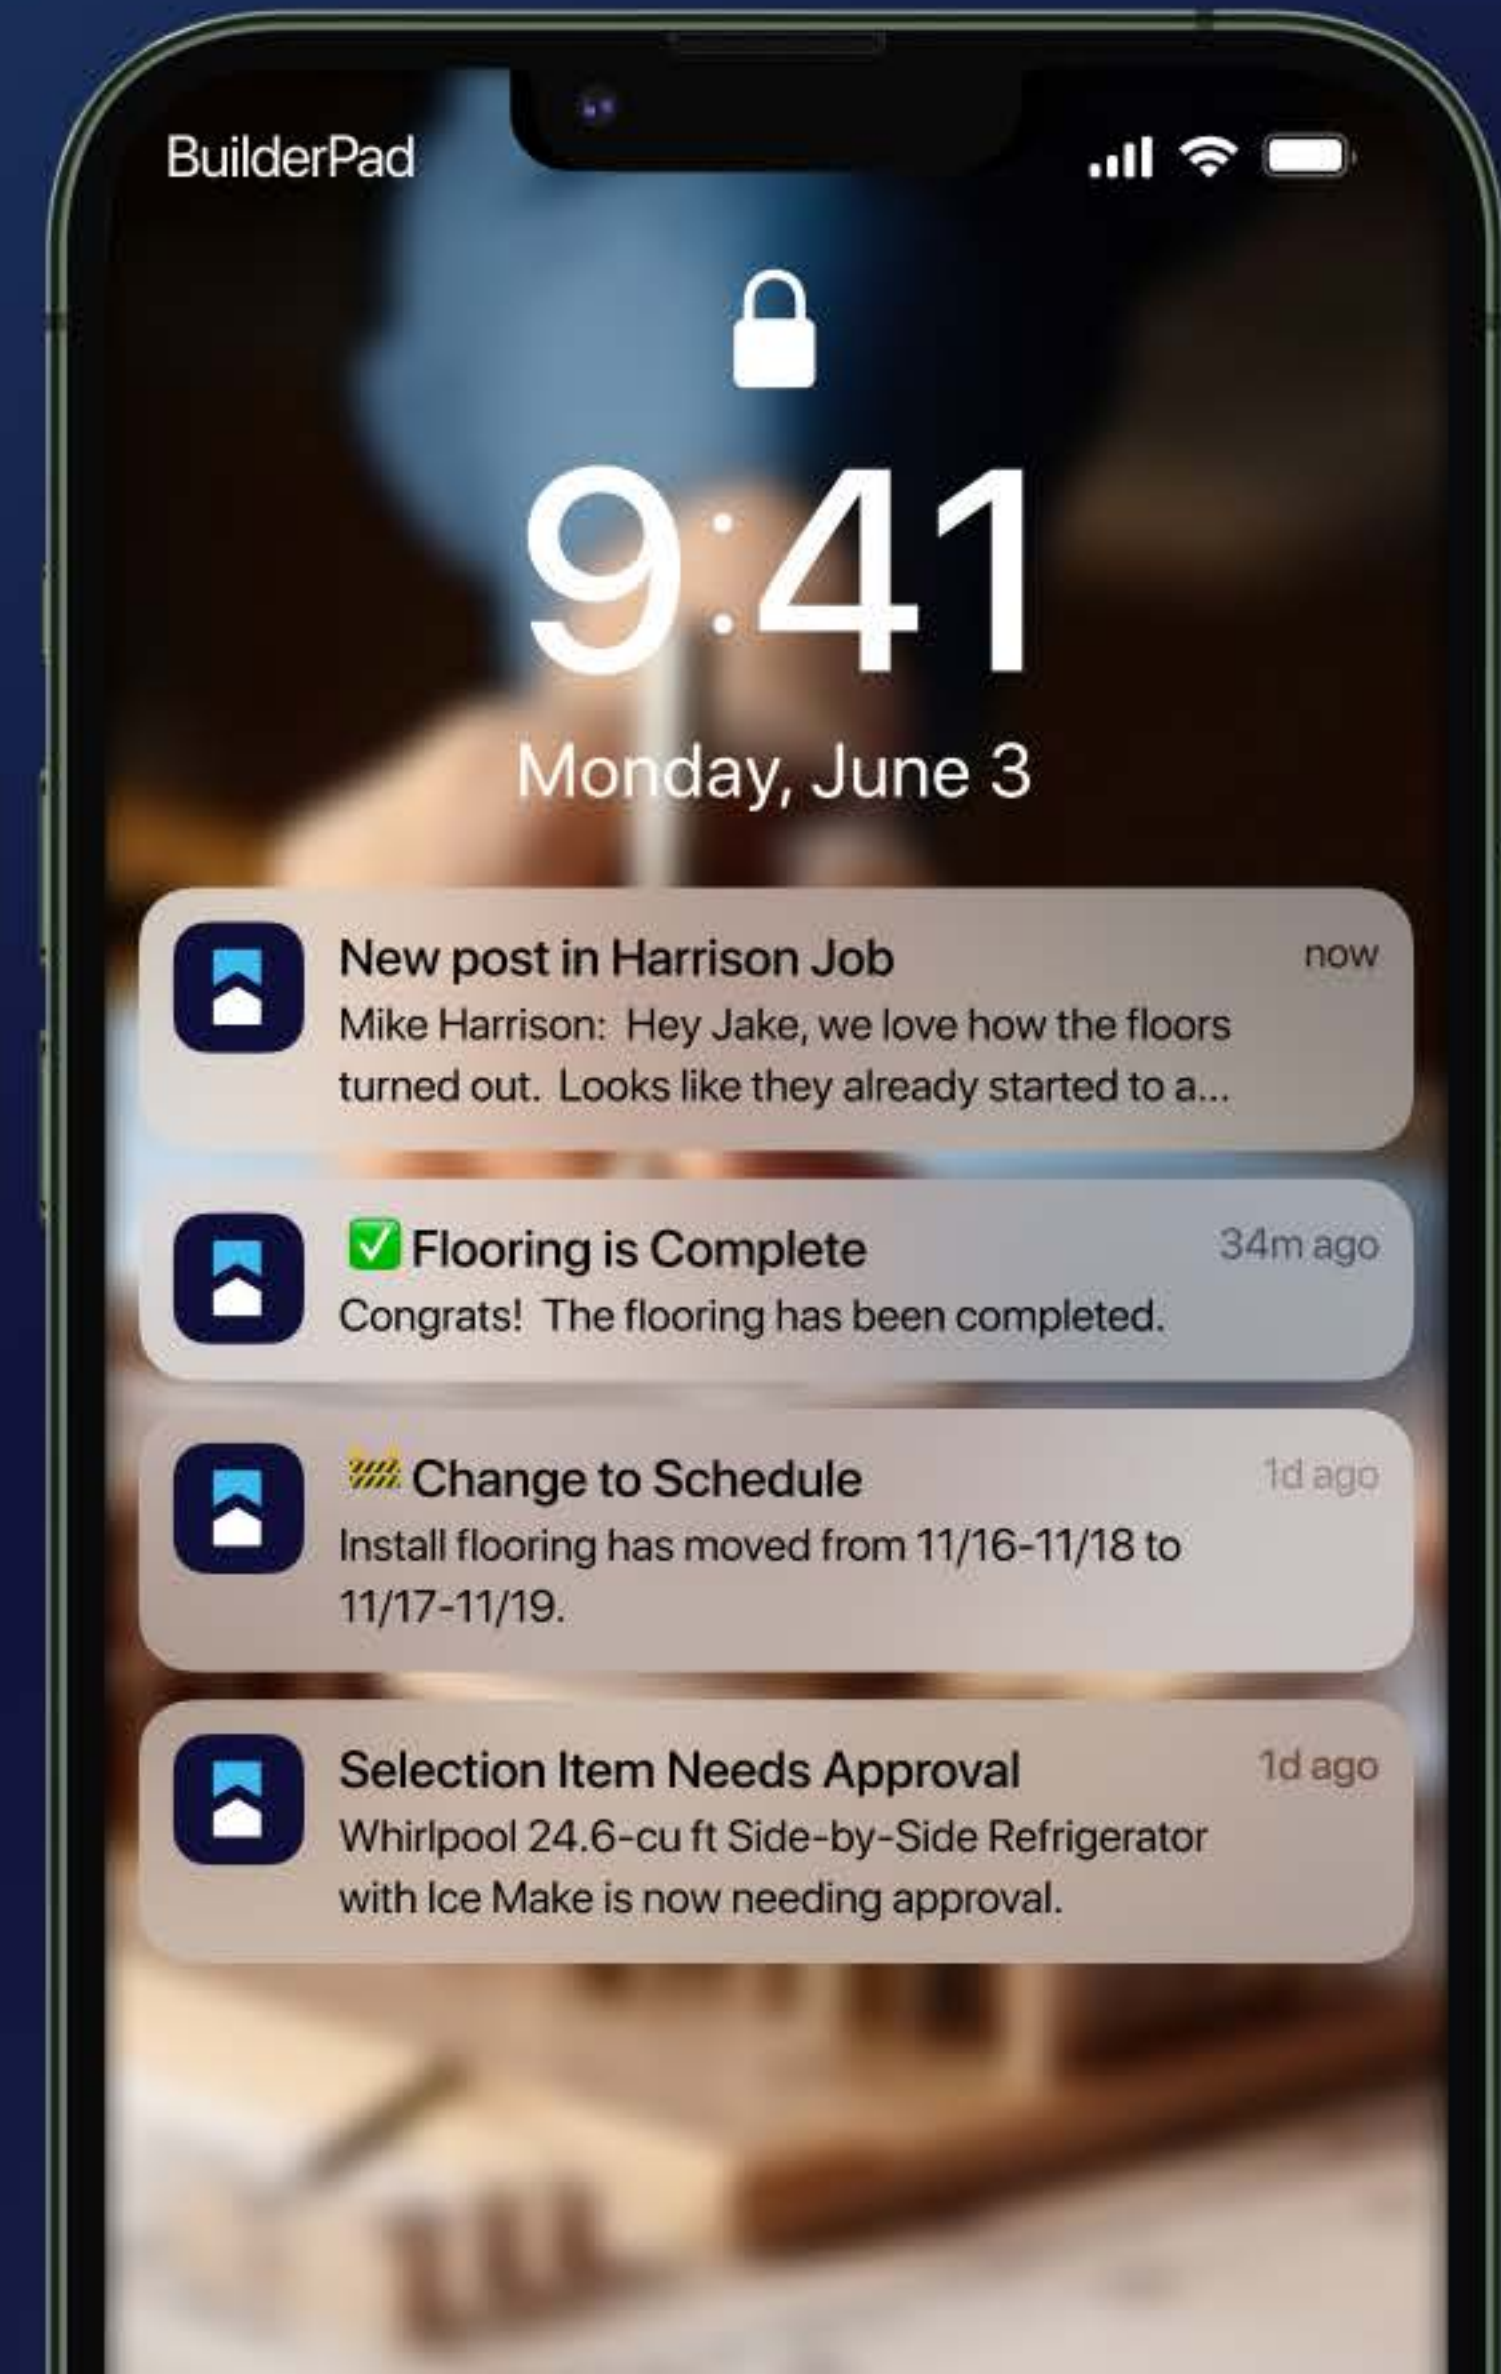 BuilderPad
9:41
Monday, June 3
New post in Harrison Job now
Mike Harrison: Hey Jake, we love how the floors
turned out. Looks like they already started to a...
✅ Flooring is Complete 34m ago
Congrats! The flooring has been completed.
🚧 Change to Schedule 1d ago
Install flooring has moved from 11/16-11/18 to
11/17-11/19.
Selection Item Needs Approval 1d ago
Whirlpool 24.6-cu ft Side-by-Side Refrigerator
with Ice Make is now needing approval.